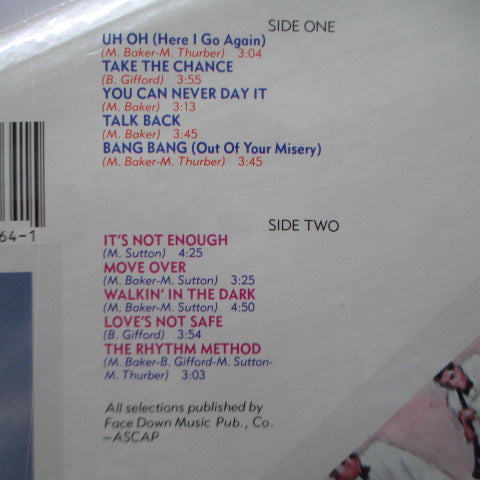 SIDE ONE
UH OH (Here I Go Again)
(M. Baker-M. Thurber) 3:04
TAKE THE CHANCE
(B. Gifford) 3:55
YOU CAN NEVER DAY IT
(M. Baker) 3:13
TALK BACK
(M. Baker) 3:45
BANG BANG (Out Of Your Misery)
(M. Baker-M. Thurber) 3:45
64-1
SIDE TWO
IT'S NOT ENOUGH
(M. Sutton) 4:25
MOVE OVER
(M. Baker-M. Sutton) 3:25
WALKIN' IN THE DARK
(M. Baker-M. Sutton) 4:50
LOVE'S NOT SAFE
(B. Gifford) 3:54
THE RHYTHM METHOD
(M. Baker-B. Gifford-M. Sutton-
M. Thurber) 3:03
All selections published by
Face Down Music Pub., Co.
-ASCAP